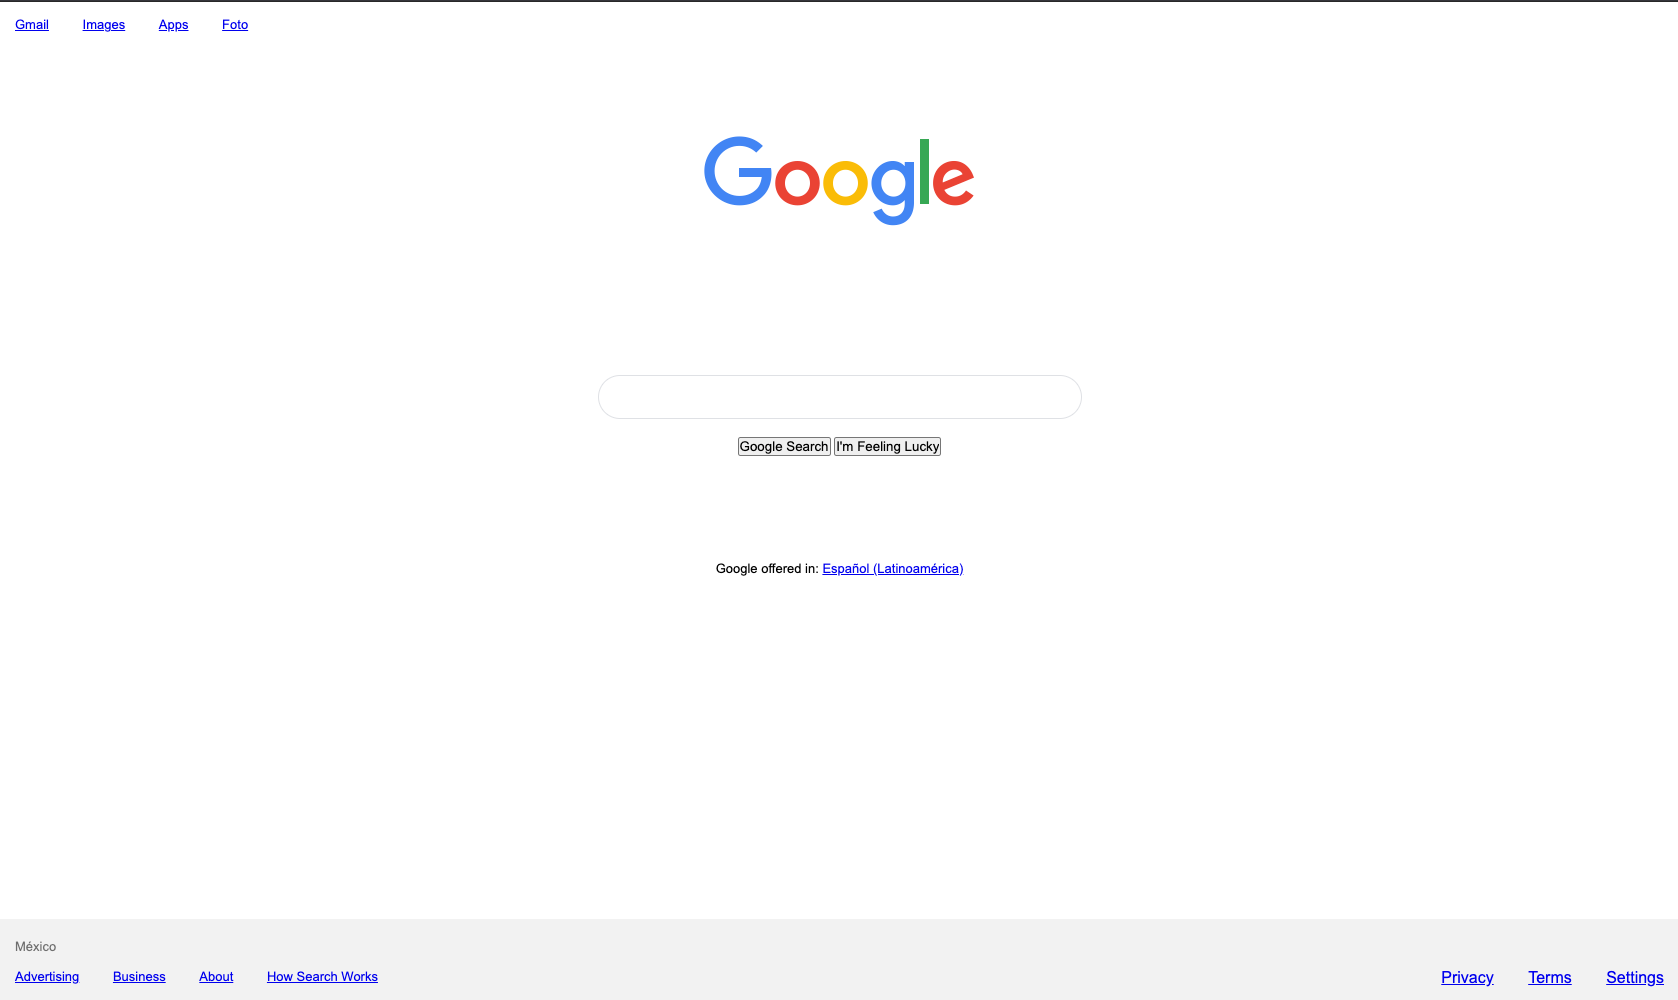 Gmail Images Apps Foto
Google
Google Search I'm Feeling Lucky
Google offered in: Español (Latinoamérica)
México
Advertising Business About How Search Works Privacy Terms Settings